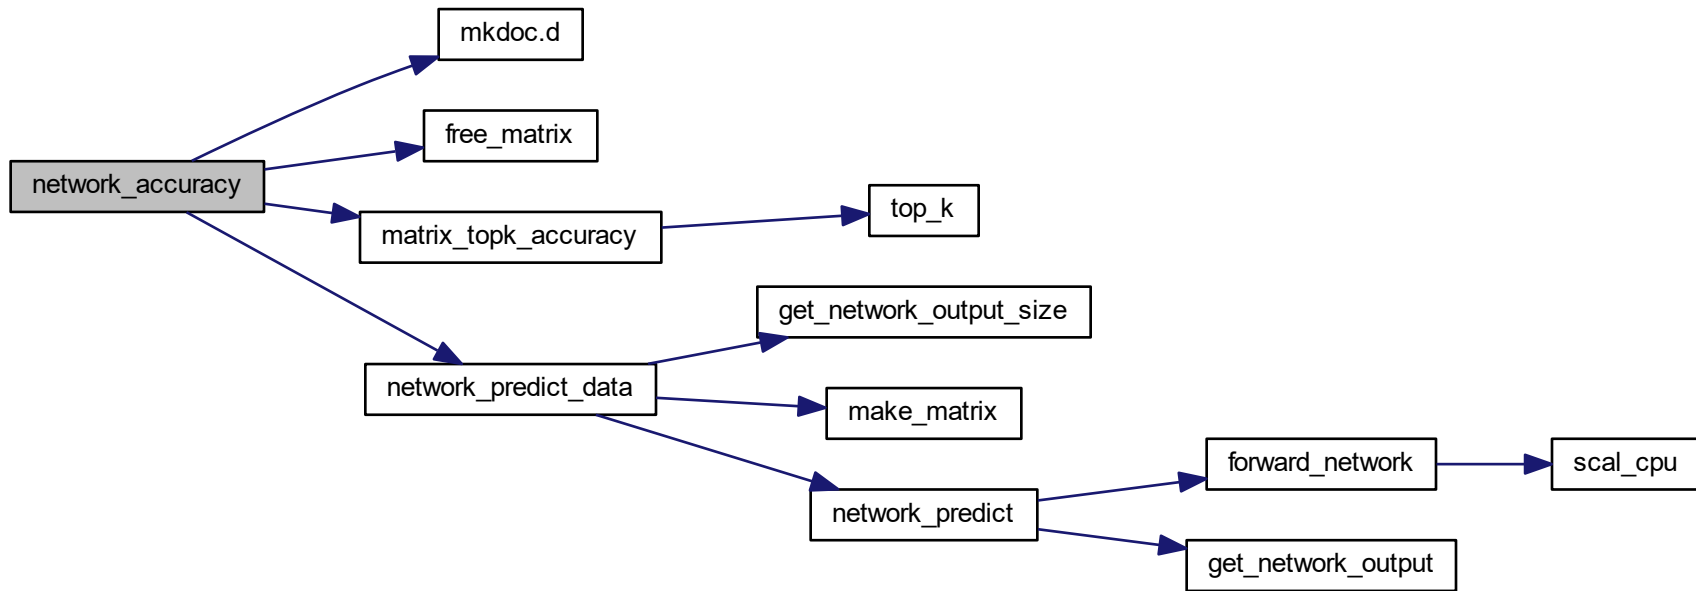 mkdoc.d
free_matrix
network_accuracy
matrix_topk_accuracy
top_k
get_network_output_size
network_predict_data
make_matrix
forward_network
scal_cpu
network_predict
get_network_output